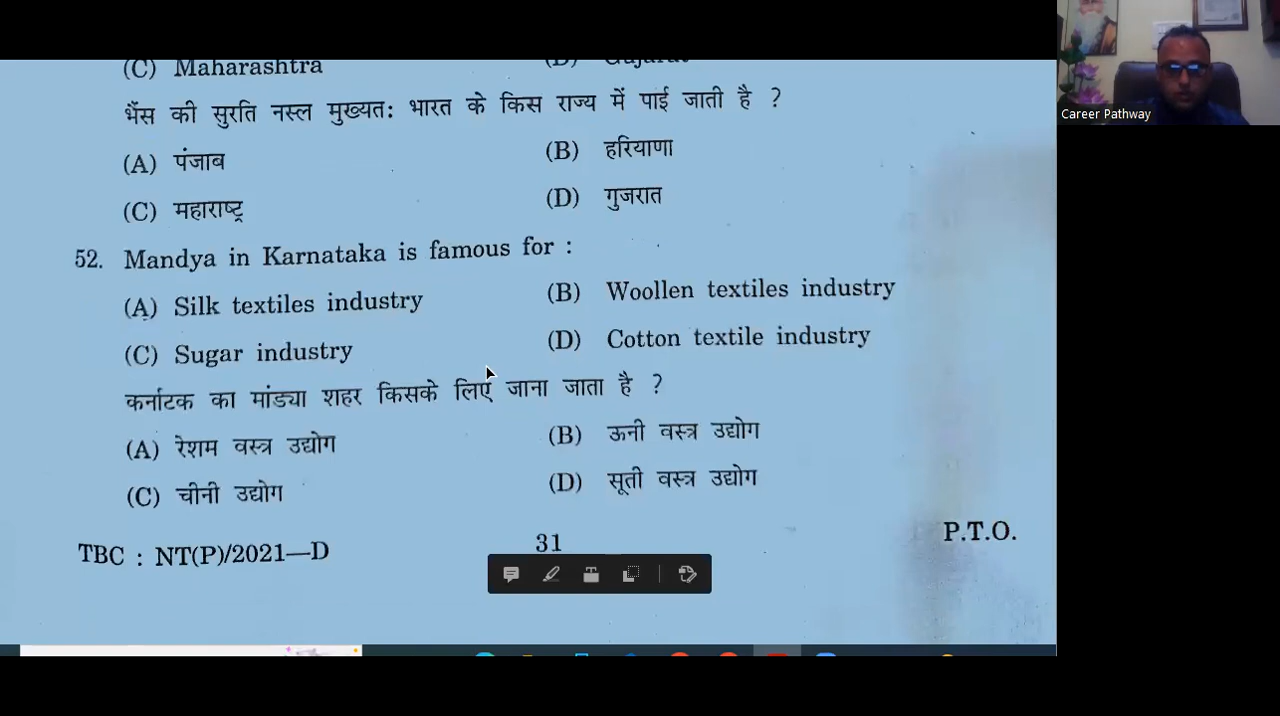 (C) Maharashtra (D) Gujarat
भैंस की सुरति नस्ल मुख्यत: भारत के किस राज्य में पाई जाती है ?
(A) पंजाब (B) हरियाणा
(C) महाराष्ट्र (D) गुजरात
52. Mandya in Karnataka is famous for :
(A) Silk textiles industry (B) Woollen textiles industry
(C) Sugar industry (D) Cotton textile industry
कर्नाटक का मांड्या शहर किसके लिए जाना जाता है ?
(A) रेशम वस्त्र उद्योग (B) ऊनी वस्त्र उद्योग
(C) चीनी उद्योग (D) सूती वस्त्र उद्योग
TBC : NT(P)/2021—D 31 P.T.O.
Career Pathway